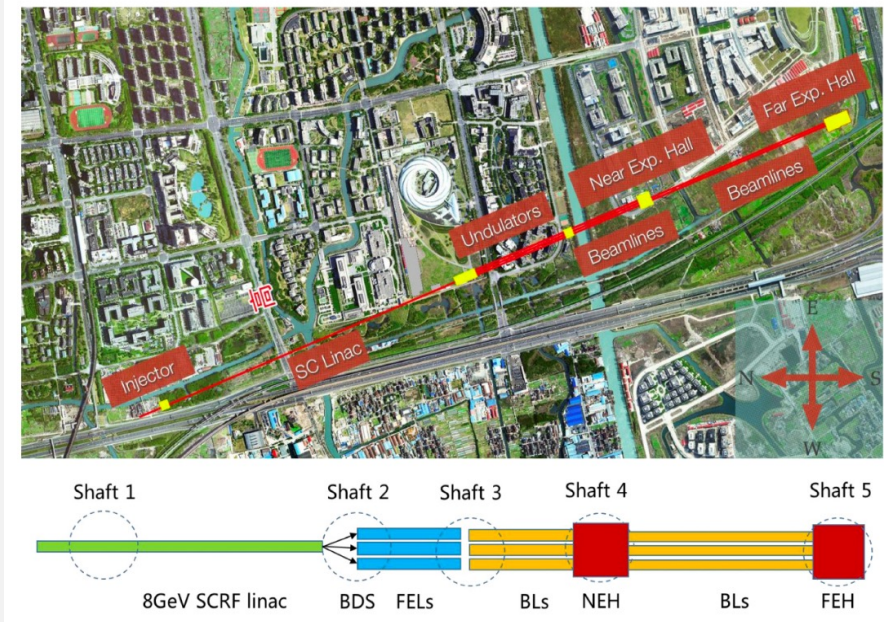 Far Exp. Hall
Near Exp. Hall
Undulators
Beamlines
Beamlines
SC Linac
Injector
E
N
S
W
Shaft 1
Shaft 2
Shaft 3
Shaft 4
Shaft 5
8GeV SCRF linac
BDS
FELs
BLs
NEH
BLs
FEH